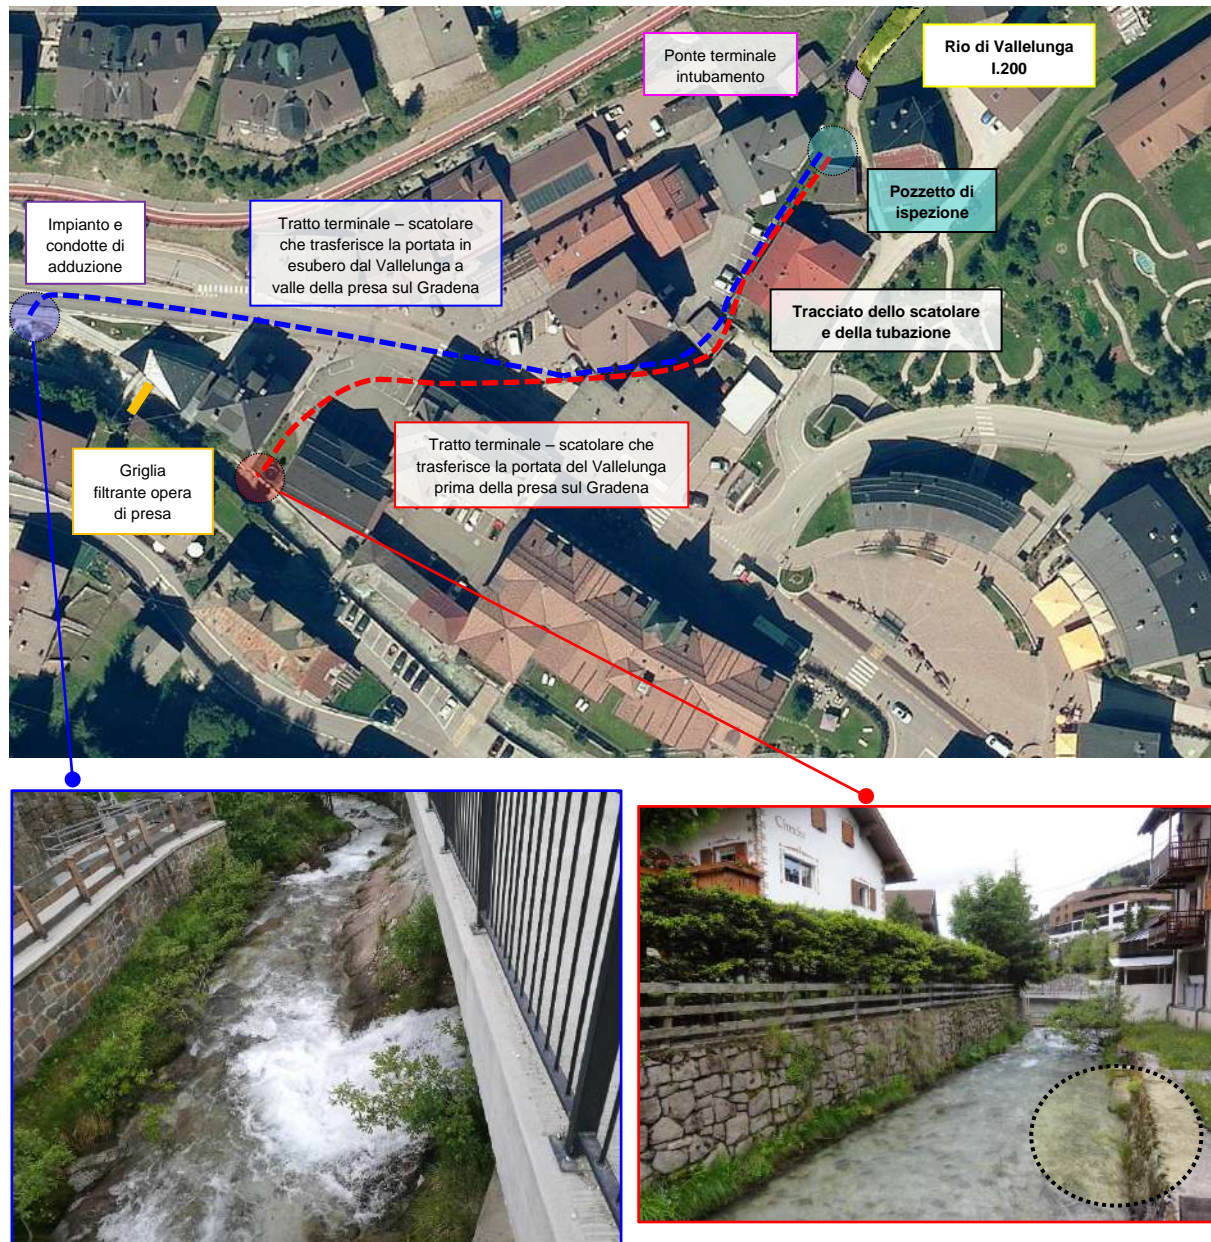 Ponte terminale
intubamento
Rio di Vallelunga
I.200
Pozzetto di
ispezione
Impianto e
condotte di
adduzione
Tratto terminale – scatolare
che trasferisce la portata in
esubero dal Vallelunga a
valle della presa sul Gradena
Tracciato dello scatolare
e della tubazione
Griglia
filtrante opera
di presa
Tratto terminale – scatolare che
trasferisce la portata del Vallelunga
prima della presa sul Gradena